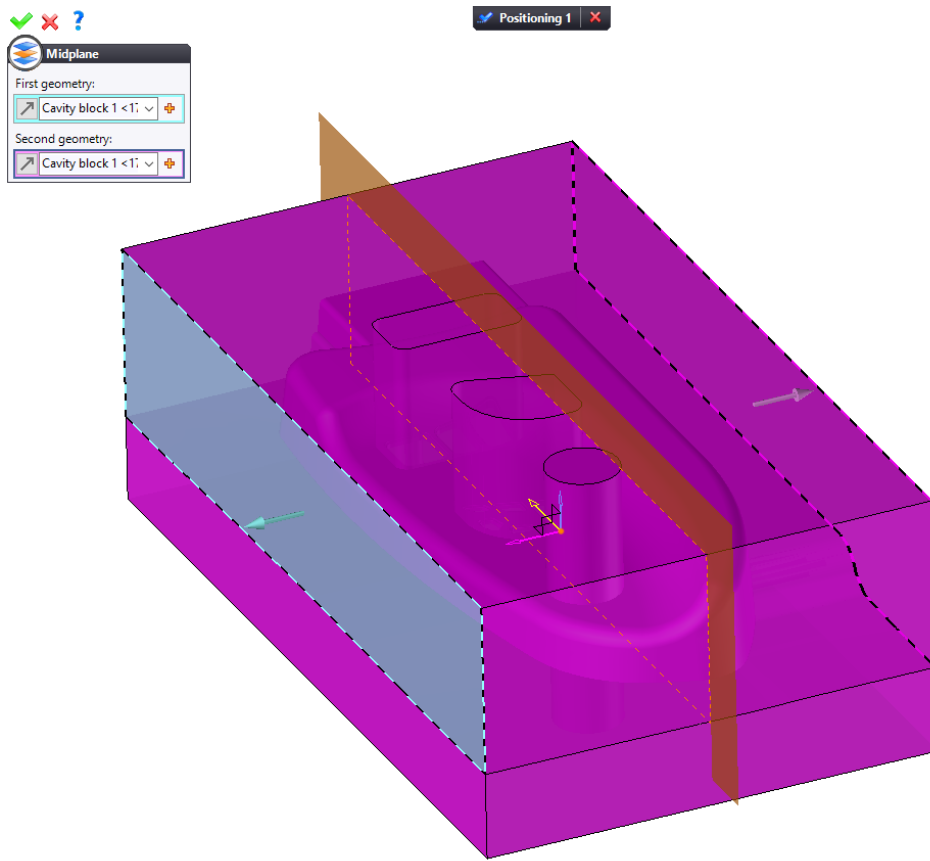 Positioning 1
?
Midplane
First geometry:
Cavity block 1 <1
Second geometry:
Cavity block 1 <1